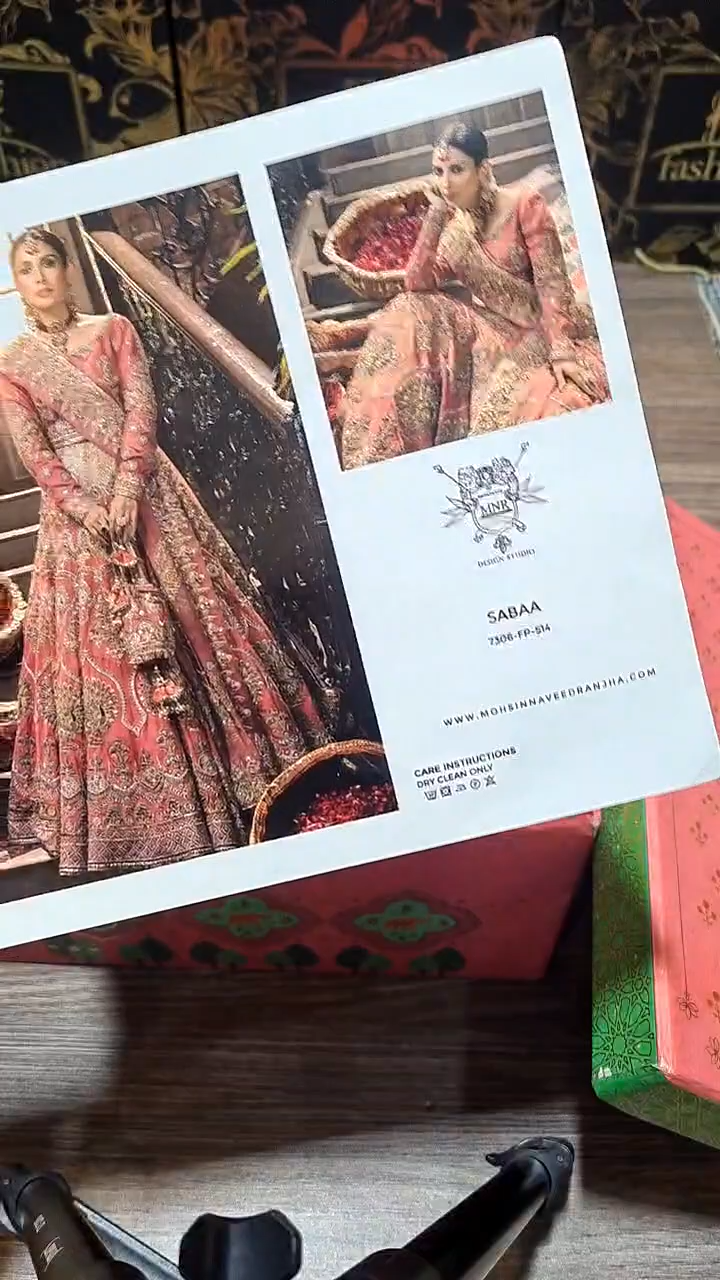 fash
MNR
DESIGN STUDIO
SABAA
7306-FP-514
WWW.MOHSINNAVEEDRANJHA.COM
CARE INSTRUCTIONS
DRY CLEAN ONLY